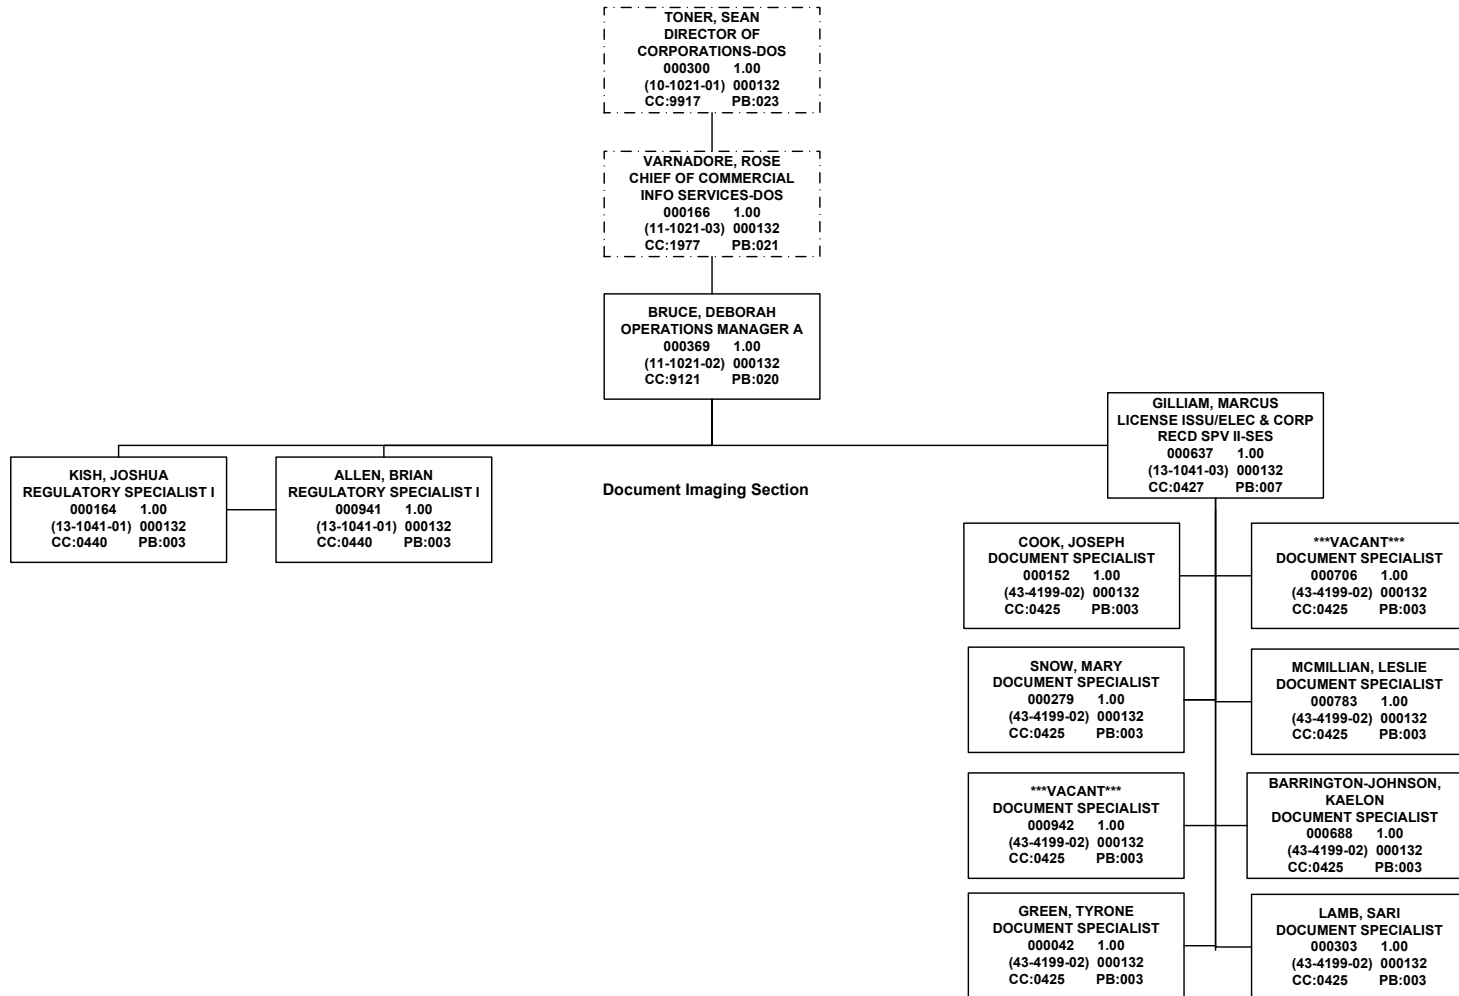 TONER, SEAN
DIRECTOR OF
CORPORATIONS-DOS
000300 1.00
(10-1021-01) 000132
CC:9917 PB:023
VARNADORE, ROSE
CHIEF OF COMMERCIAL
INFO SERVICES-DOS
000166 1.00
(11-1021-03) 000132
CC:1977 PB:021
BRUCE, DEBORAH
OPERATIONS MANAGER A
000369 1.00
(11-1021-02) 000132
CC:9121 PB:020
GILLIAM, MARCUS
LICENSE ISSU/ELEC & CORP
RECD SPV II-SES
000637 1.00
(13-1041-03) 000132
CC:0427 PB:007
KISH, JOSHUA
REGULATORY SPECIALIST I
000164 1.00
(13-1041-01) 000132
CC:0440 PB:003
ALLEN, BRIAN
REGULATORY SPECIALIST I
000941 1.00
(13-1041-01) 000132
CC:0440 PB:003
Document Imaging Section
COOK, JOSEPH
DOCUMENT SPECIALIST
000152 1.00
(43-4199-02) 000132
CC:0425 PB:003
***VACANT***
DOCUMENT SPECIALIST
000706 1.00
(43-4199-02) 000132
CC:0425 PB:003
SNOW, MARY
DOCUMENT SPECIALIST
000279 1.00
(43-4199-02) 000132
CC:0425 PB:003
MCMILLIAN, LESLIE
DOCUMENT SPECIALIST
000783 1.00
(43-4199-02) 000132
CC:0425 PB:003
***VACANT***
DOCUMENT SPECIALIST
000942 1.00
(43-4199-02) 000132
CC:0425 PB:003
BARRINGTON-JOHNSON,
KAELON
DOCUMENT SPECIALIST
000688 1.00
(43-4199-02) 000132
CC:0425 PB:003
GREEN, TYRONE
DOCUMENT SPECIALIST
000042 1.00
(43-4199-02) 000132
CC:0425 PB:003
LAMB, SARI
DOCUMENT SPECIALIST
000303 1.00
(43-4199-02) 000132
CC:0425 PB:003